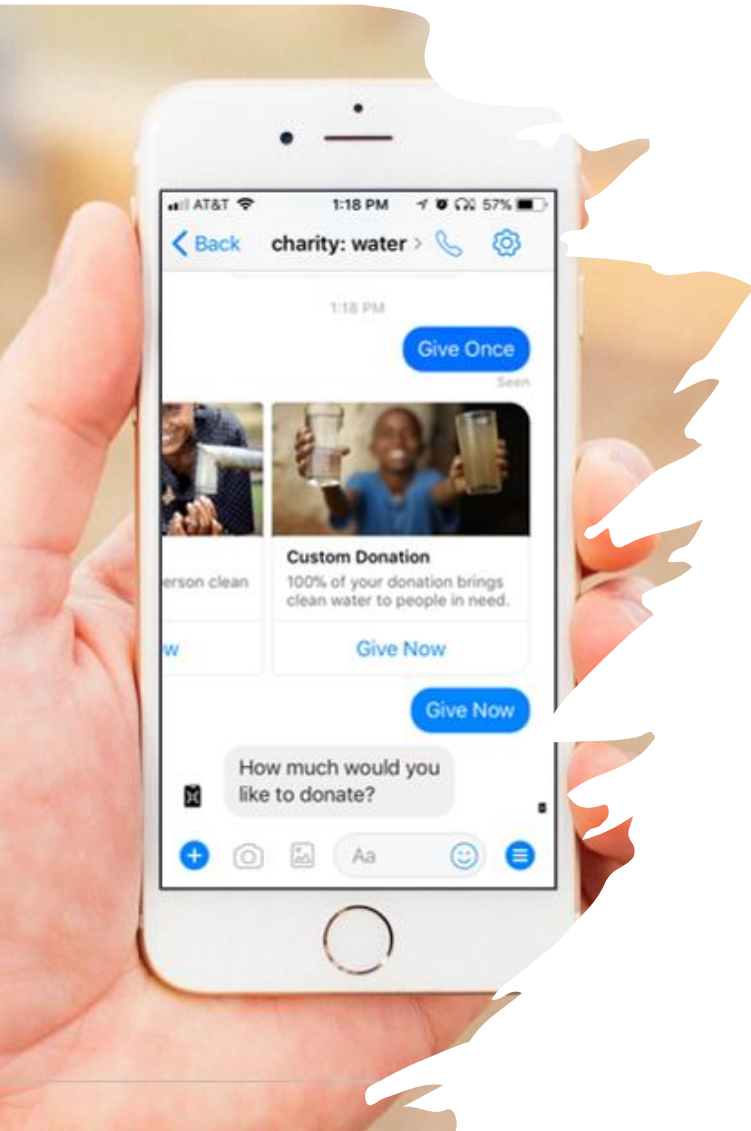 AT&T 1:18 PM 57%
Back charity: water
1:18 PM
Give Once
Seen
Custom Donation
erson clean
100% of your donation brings
clean water to people in need.
w
Give Now
Give Now
How much would you
like to donate?
Aa